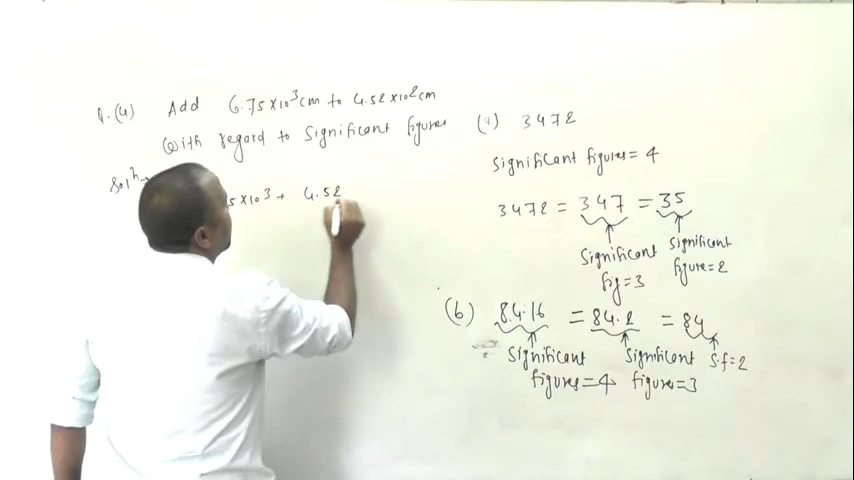 Q.(4) Add 6.75×10³cm to 4.52×10²cm
With regard to Significant figures
Solⁿ→
5×10³ + 4.52
(a) 3472
Significant figures = 4
3472 = 347 = 35
Significant fig=3
Significant figure=2
(b) 84.16 = 84.2 = 84
Significant figures=4
Significant figures=3
S.f=2